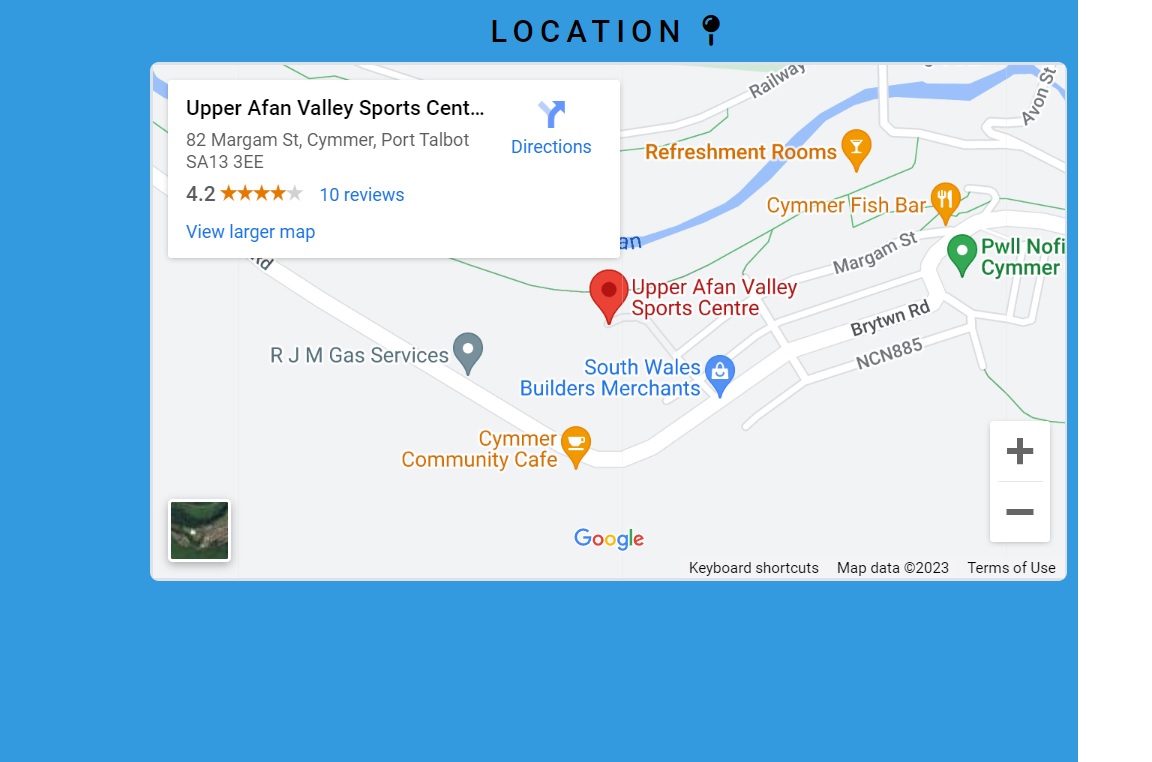 LOCATION
Upper Afan Valley Sports Cent...
82 Margam St, Cymmer, Port Talbot
SA13 3EE
Directions
4.2
10 reviews
View larger map
Railway
Avon St
Refreshment Rooms
Cymmer Fish Bar
Margam St
Pwll Nofi
Cymmer
Upper Afan Valley
Sports Centre
Brytwn Rd
NCN885
R J M Gas Services
South Wales
Builders Merchants
Cymmer
Community Cafe
Google
Keyboard shortcuts
Map data ©2023
Terms of Use